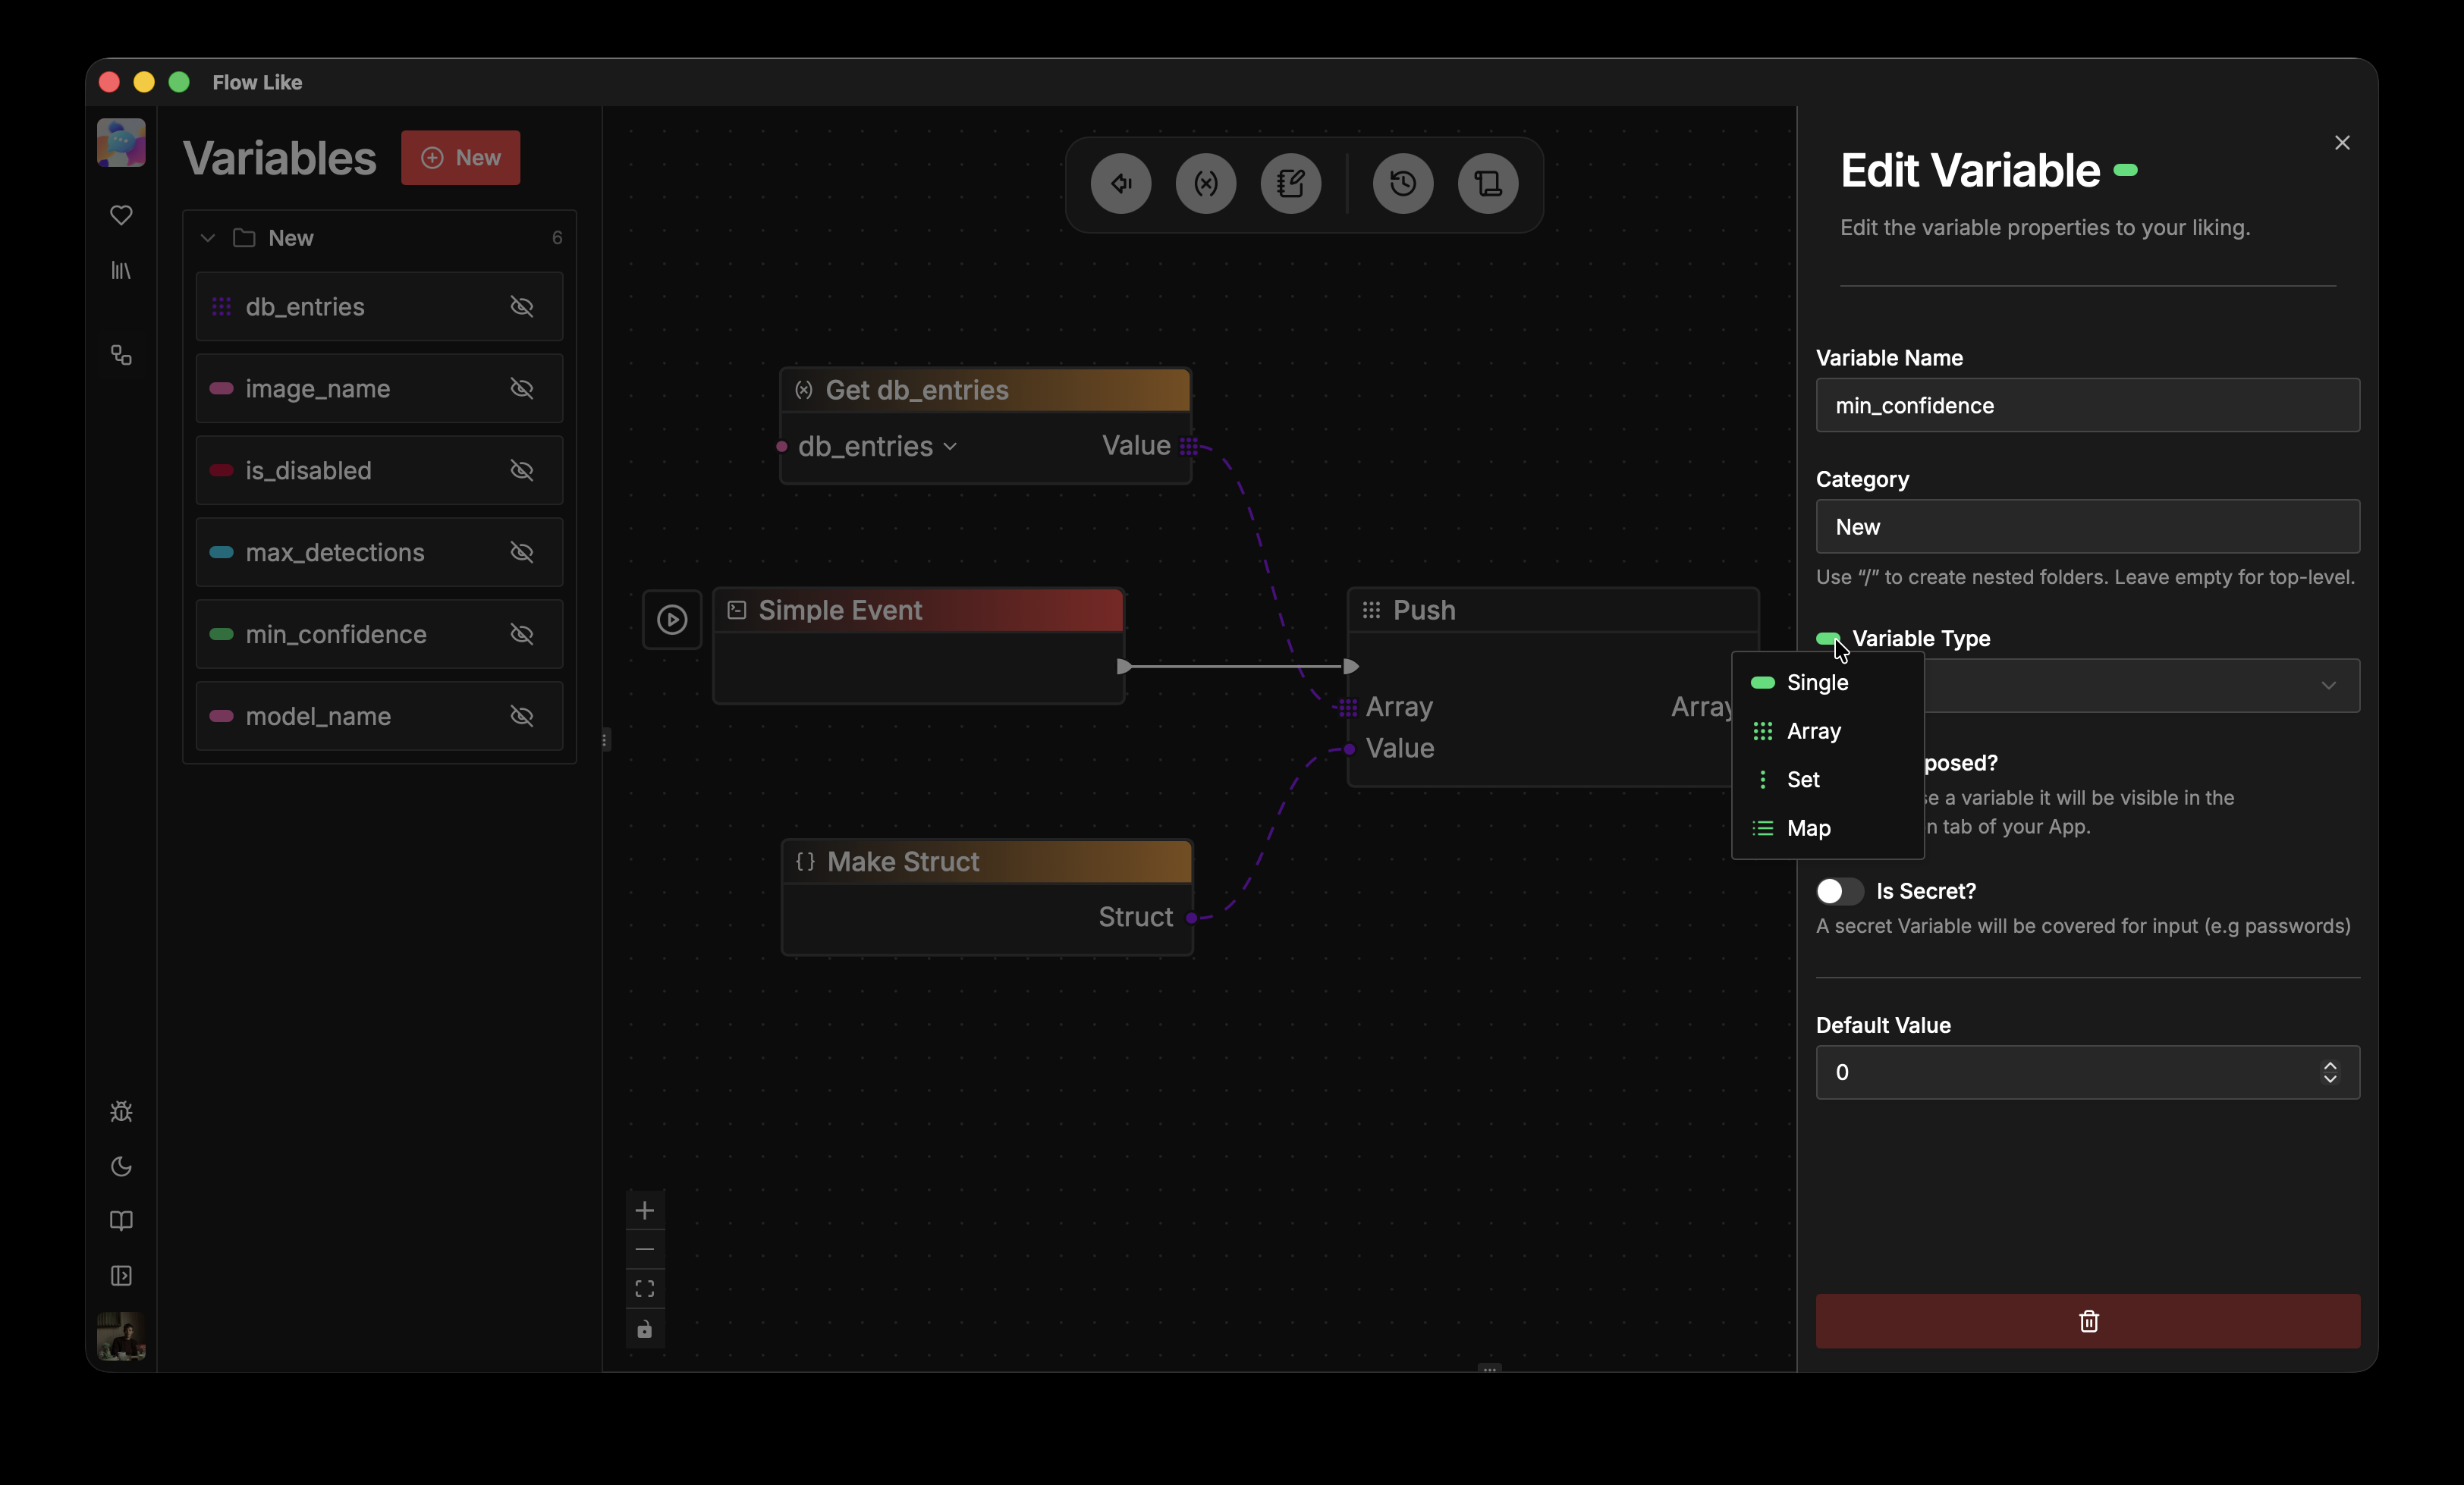 Flow Like
Variables
New
New
6
db_entries
image_name
is_disabled
max_detections
min_confidence
model_name
Get db_entries
db_entries
Value
Simple Event
Push
Array
Array
Value
Make Struct
Struct
Edit Variable
Edit the variable properties to your liking.
Variable Name
min_confidence
Category
New
Use “/” to create nested folders. Leave empty for top-level.
Variable Type
Single
Array
Set
Map
posed?
se a variable it will be visible in the
n tab of your App.
Is Secret?
A secret Variable will be covered for input (e.g passwords)
Default Value
0